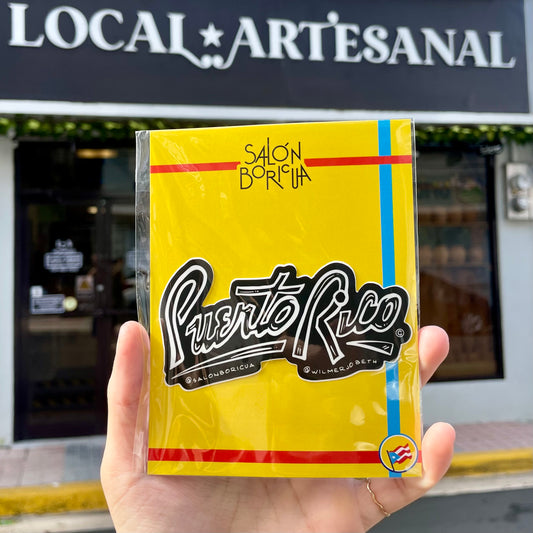 LOCAL★ARTESANAL
SALÓN
BORICUA
Puerto Rico
@SALONBORICUA @WILMERJOBETH